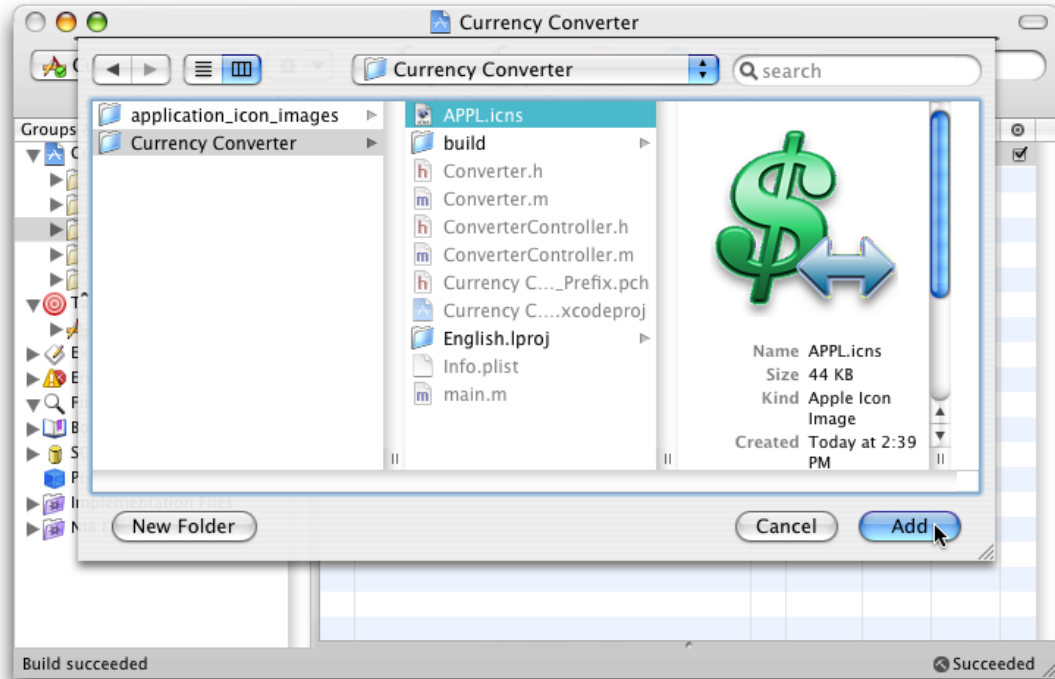 Currency Converter
Currency Converter
search
application_icon_images
Currency Converter
APPL.icns
build
Converter.h
Converter.m
ConverterController.h
ConverterController.m
Currency C..._Prefix.pch
Currency C....xcodeproj
English.lproj
Info.plist
main.m
Name APPL.icns
Size 44 KB
Kind Apple Icon
Image
Created Today at 2:39
PM
Groups
Implementation Files
New Folder
Cancel
Add
Build succeeded
Succeeded